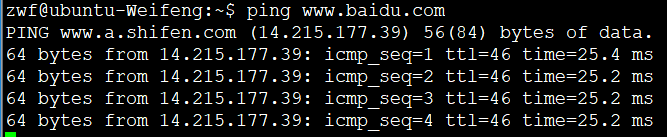 zwf@ubuntu-Weifeng:~$ ping www.baidu.com
PING www.a.shifen.com (14.215.177.39) 56(84) bytes of data.
64 bytes from 14.215.177.39: icmp_seq=1 ttl=46 time=25.4 ms
64 bytes from 14.215.177.39: icmp_seq=2 ttl=46 time=25.2 ms
64 bytes from 14.215.177.39: icmp_seq=3 ttl=46 time=25.2 ms
64 bytes from 14.215.177.39: icmp_seq=4 ttl=46 time=25.2 ms